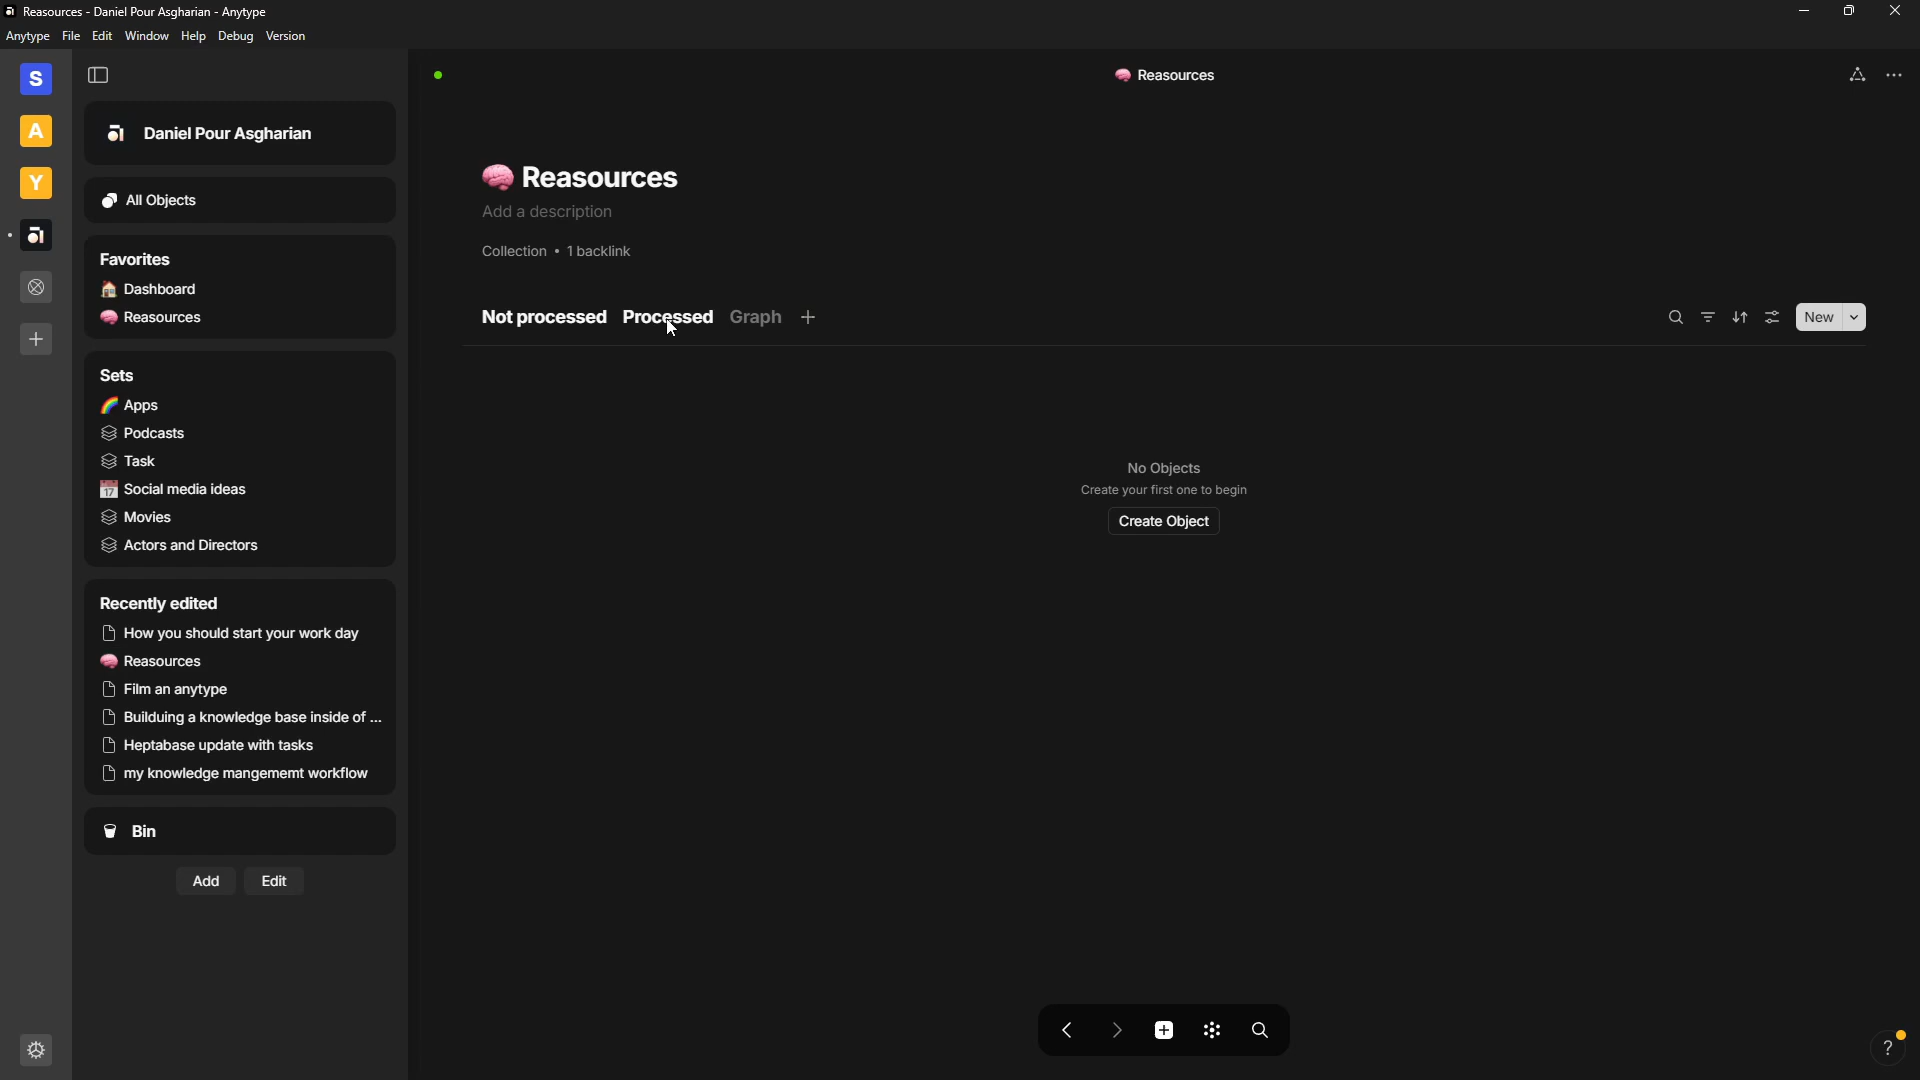 Reasources - Daniel Pour Asgharian - Anytype
Anytype File Edit Window Help Debug Version
S
A
Y
Daniel Pour Asgharian
All Objects
Favorites
Dashboard
Reasources
Sets
Apps
Podcasts
Task
17 Social media ideas
Movies
Actors and Directors
Recently edited
How you should start your work day
Reasources
Film an anytype
Builduing a knowledge base inside of ...
Heptabase update with tasks
my knowledge mangememt workflow
Bin
Add Edit
Reasources
Reasources
Add a description
Collection • 1 backlink
Not processed Processed Graph
New
No Objects
Create your first one to begin
Create Object
?